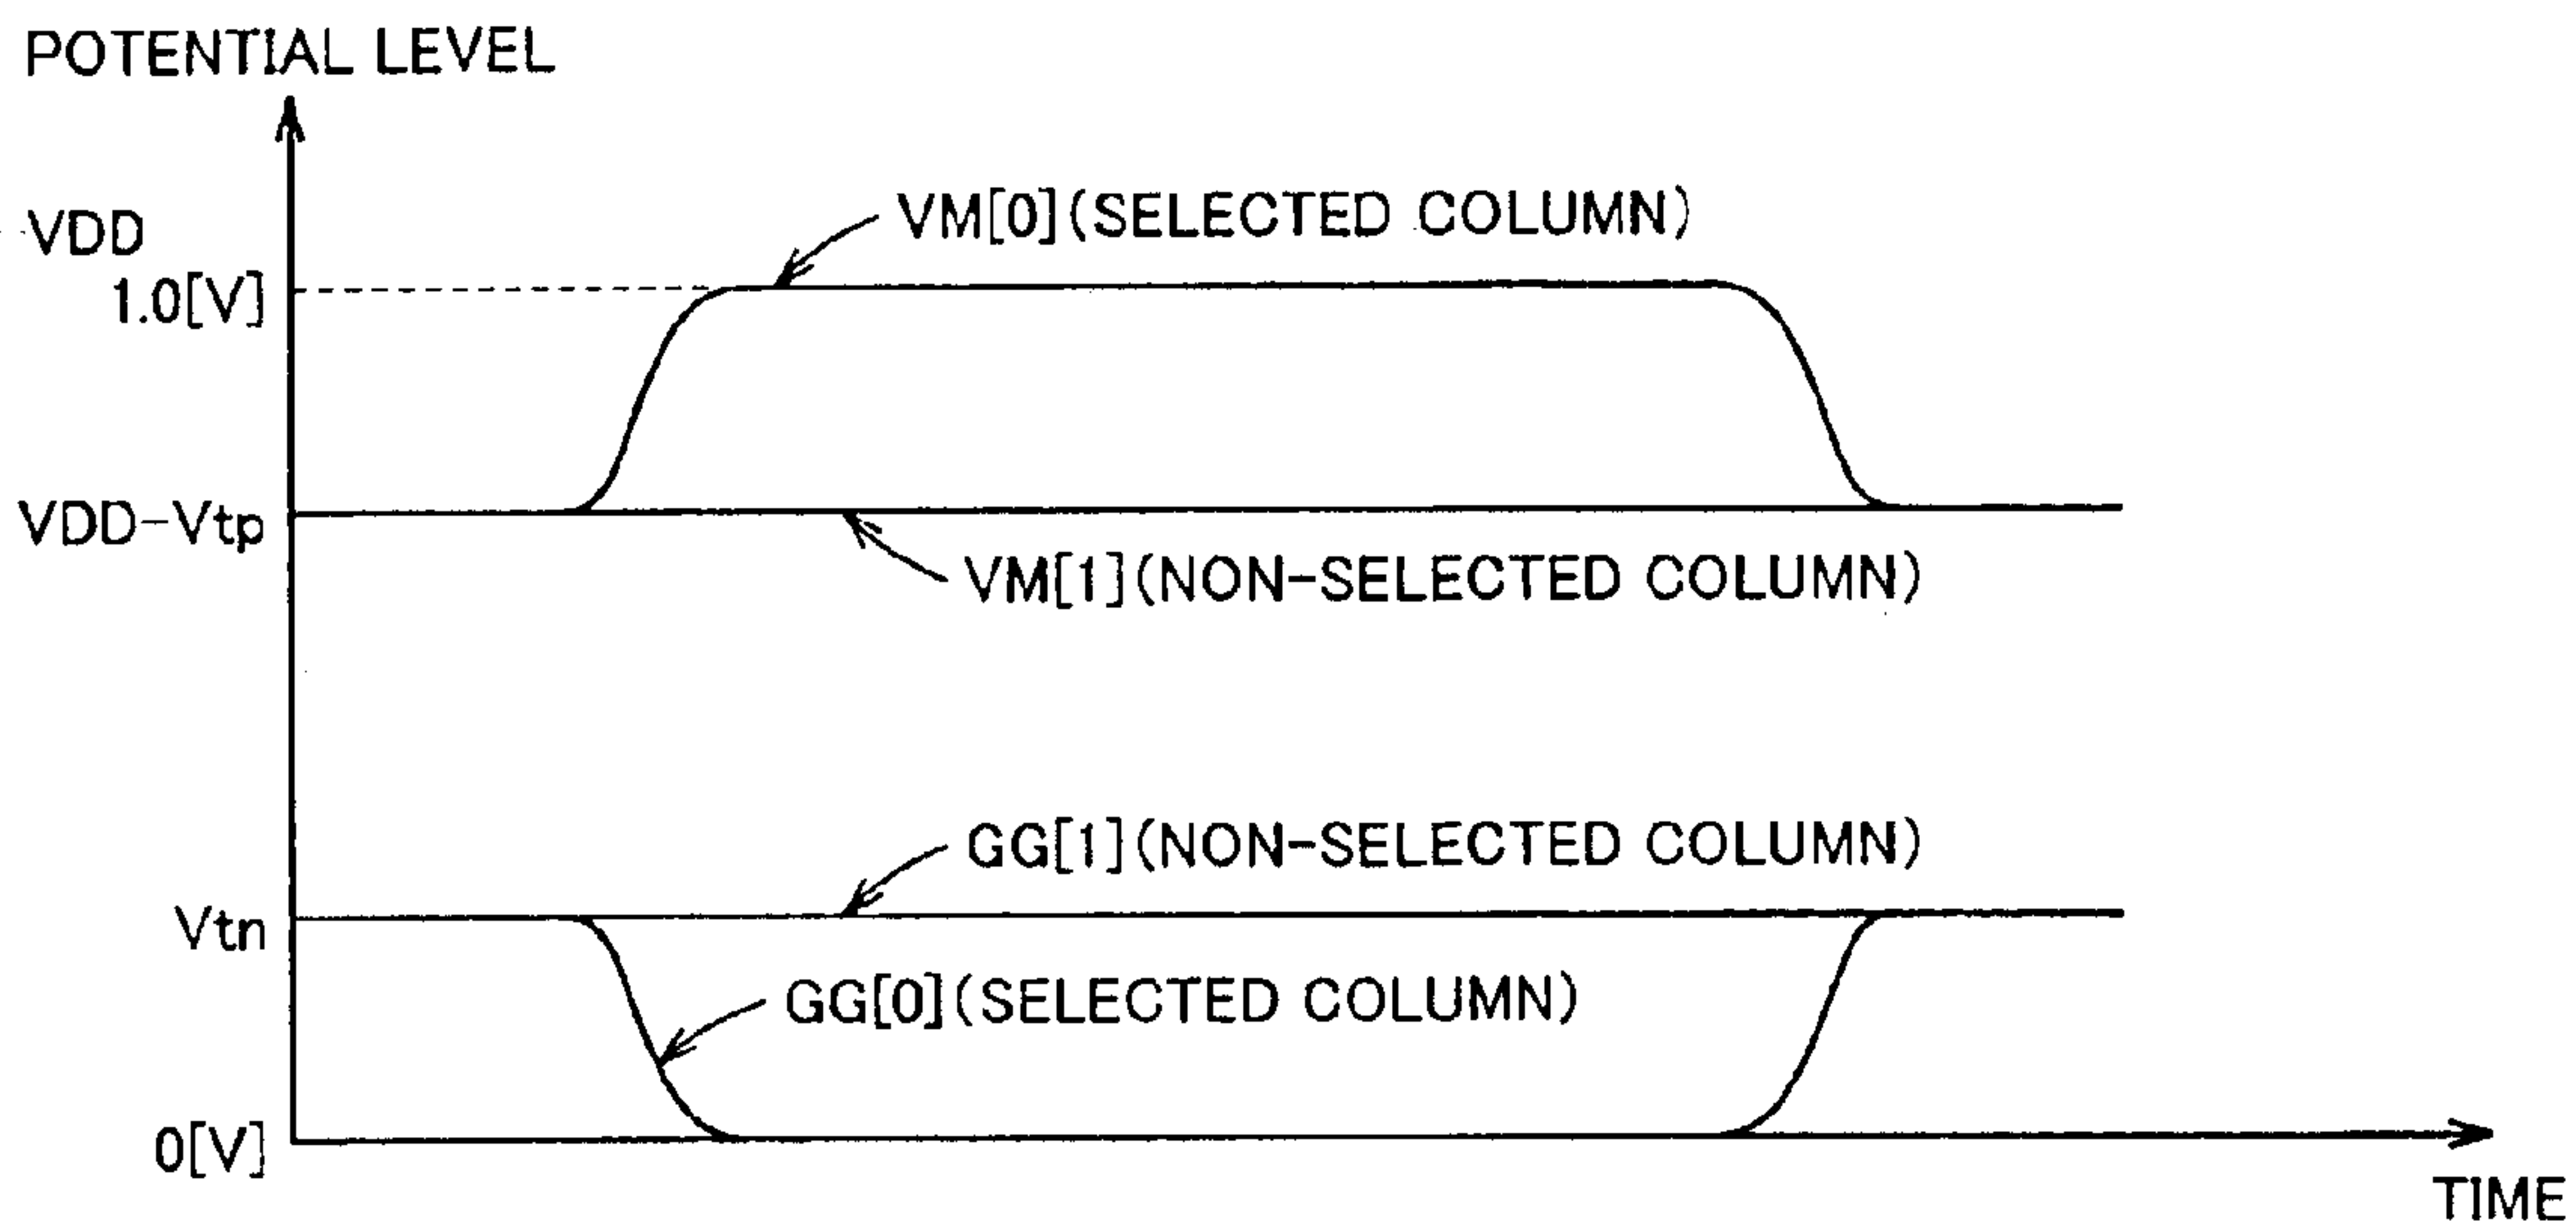 POTENTIAL LEVEL
VM[0](SELECTED COLUMN)
VDD
1.0[V]
VDD-Vtp
VM[1](NON-SELECTED COLUMN)
GG[1](NON-SELECTED COLUMN)
Vtn
GG[0](SELECTED COLUMN)
0[V]
TIME